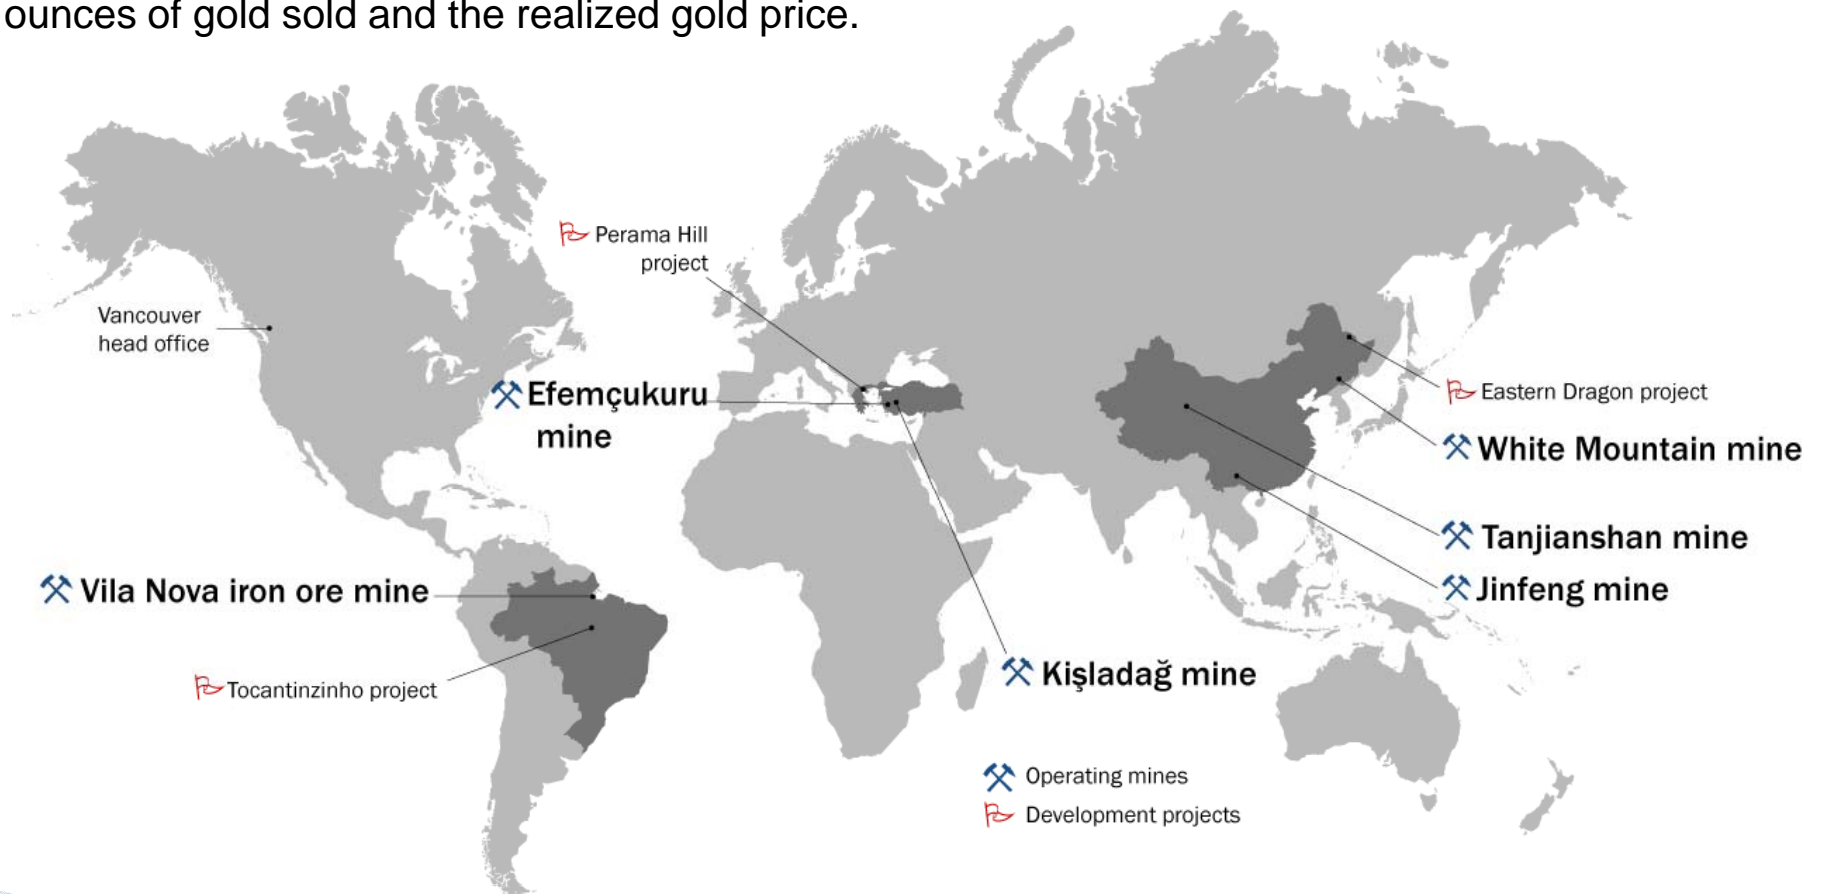 ounces of gold sold and the realized gold price.
Perama Hill
project
Vancouver
head office
Efemçukuru
mine
Eastern Dragon project
White Mountain mine
Tanjianshan mine
Jinfeng mine
Vila Nova iron ore mine
Tocantinzinho project
Kişladağ mine
Operating mines
Development projects